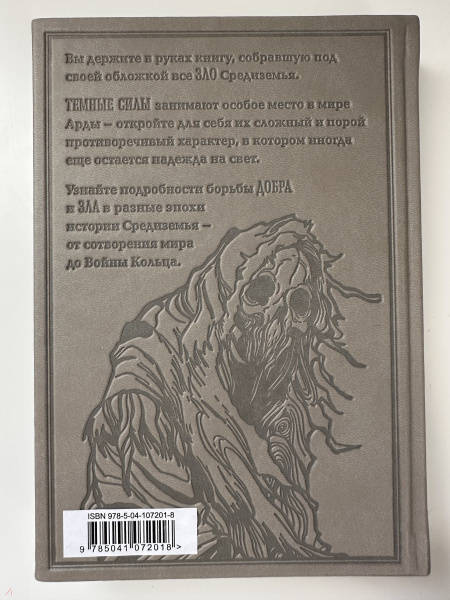 Вы держите в руках книгу, собравшую под
своей обложкой все ЗЛО Средиземья.
ТЕМНЫЕ СИЛЫ занимают особое место в мире
Арды – откройте для себя их сложный и порой
противоречивый характер, в котором иногда
еще остается надежда на свет.
Узнайте подробности борьбы ДОБРА
и ЗЛА в разные эпохи
истории Средиземья –
от сотворения мира
до Войны Кольца.
ISBN 978-5-04-107201-8
9 785041 072018 >